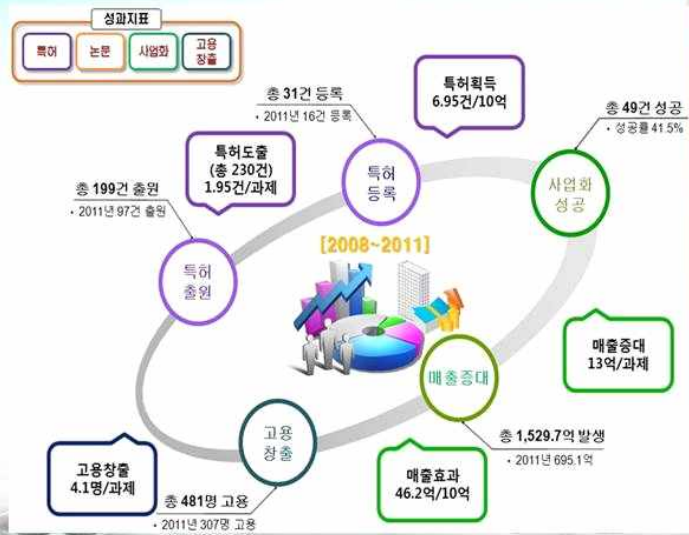 성과지표
특허
논문
사업화
고용
창출
총 31건 등록
• 2011년 16건 등록
특허획득
6.95건/10억
총 49건 성공
• 성공률 41.5%
특허도출
(총 230건)
1.95건/과제
특허
등록
사업화
성공
총 199건 출원
• 2011년 97건 출원
[2008~2011]
특허
출원
매출증대
13억/과제
매출증대
고용
창출
총 1,529.7억 발생
• 2011년 695.1억
고용창출
4.1명/과제
매출효과
46.2억/10억
총 481명 고용
• 2011년 307명 고용